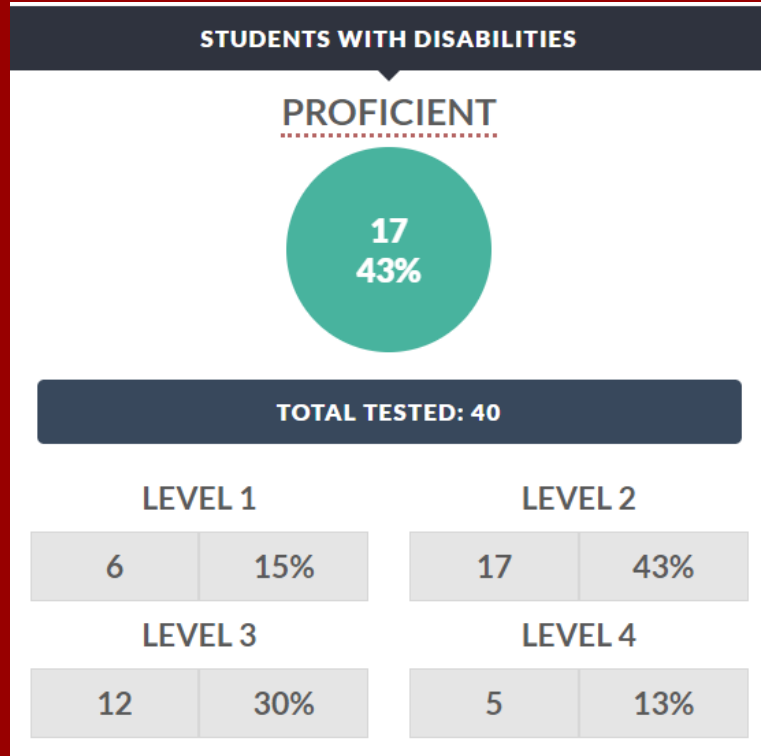 STUDENTS WITH DISABILITIES
PROFICIENT
17
43%
TOTAL TESTED: 40
LEVEL 1 LEVEL 2
6 15% 17 43%
LEVEL 3 LEVEL 4
12 30% 5 13%